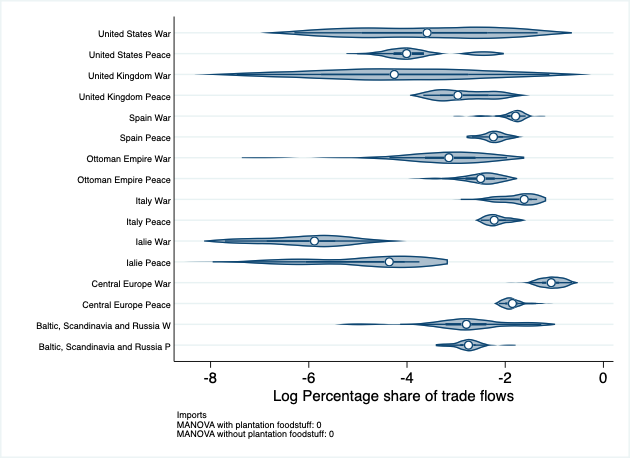 United States War
United States Peace
United Kingdom War
United Kingdom Peace
Spain War
Spain Peace
Ottoman Empire War
Ottoman Empire Peace
Italy War
Italy Peace
Ialie War
Ialie Peace
Central Europe War
Central Europe Peace
Baltic, Scandinavia and Russia W
Baltic, Scandinavia and Russia P
-8 -6 -4 -2 0
Log Percentage share of trade flows
Imports
MANOVA with plantation foodstuff: 0
MANOVA without plantation foodstuff: 0